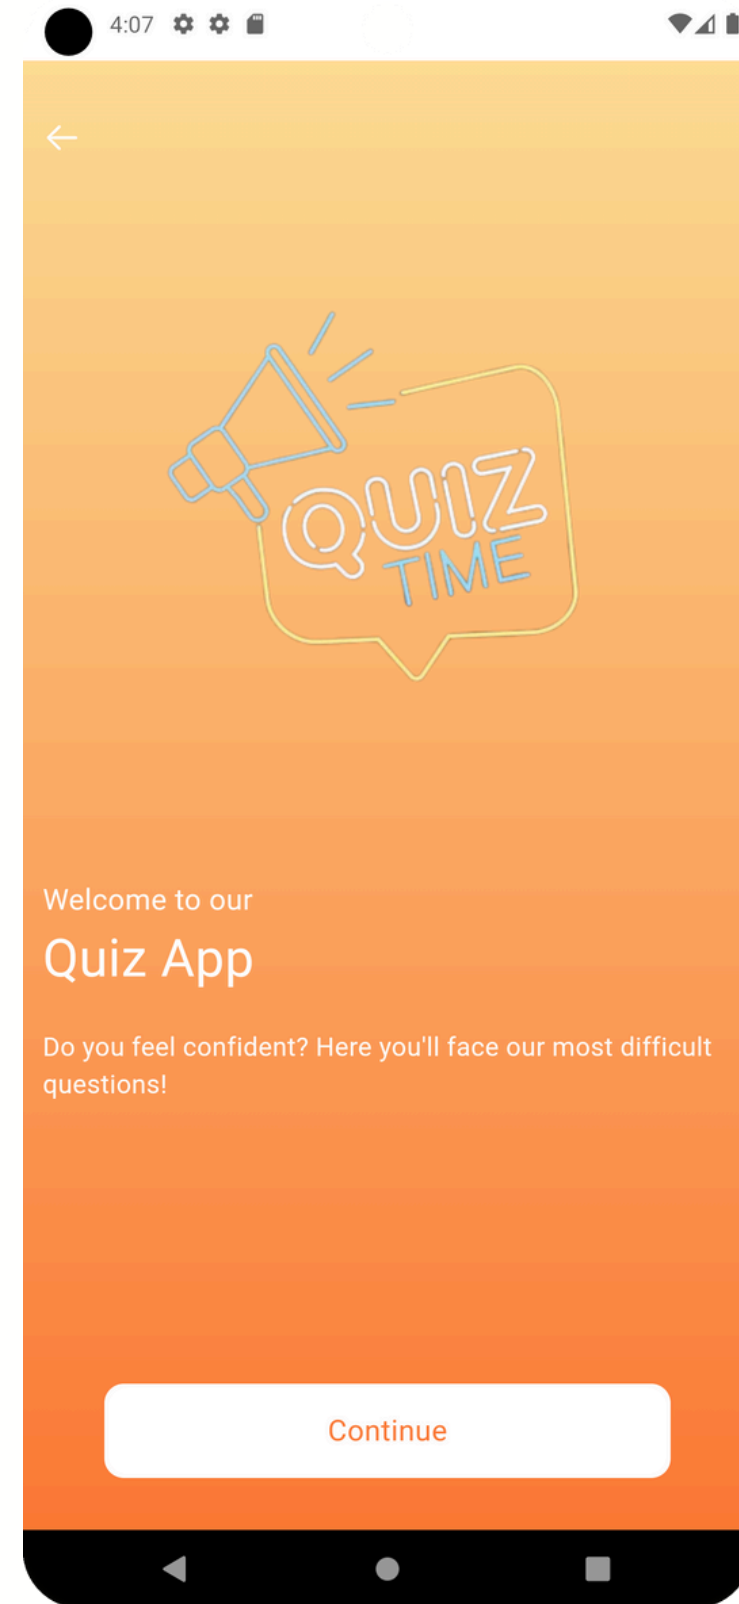 4:07
QUIZ
TIME
Welcome to our
Quiz App
Do you feel confident? Here you'll face our most difficult
questions!
Continue